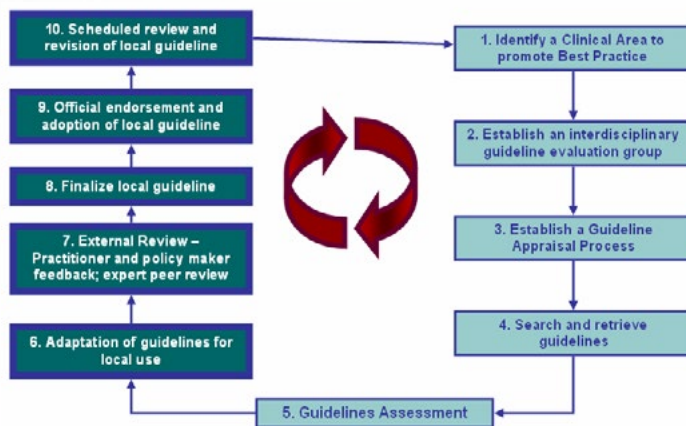 10. Scheduled review and
revision of local guideline
1. Identify a Clinical Area to
promote Best Practice
9. Official endorsement and
adoption of local guideline
2. Establish an interdisciplinary
guideline evaluation group
8. Finalize local guideline
3. Establish a Guideline
Appraisal Process
7. External Review –
Practitioner and policy maker
feedback; expert peer review
4. Search and retrieve
guidelines
6. Adaptation of guidelines for
local use
5. Guidelines Assessment